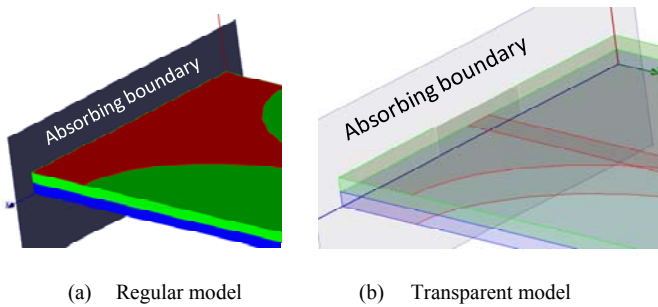 Absorbing boundary
Absorbing boundary
(a) Regular model
(b) Transparent model